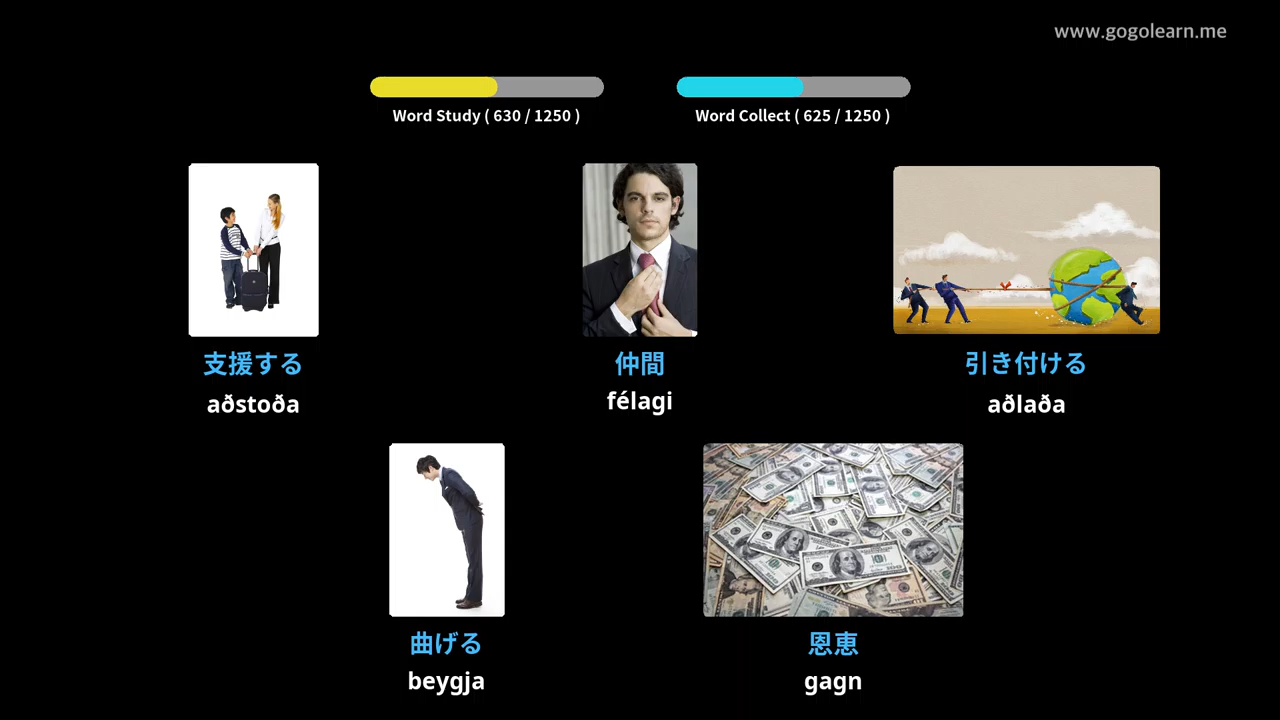 www.gogolearn.me
Word Study ( 630 / 1250 )
Word Collect ( 625 / 1250 )
支援する
aðstoða
仲間
félagi
引き付ける
aðlaða
曲げる
beygja
恩恵
gagn